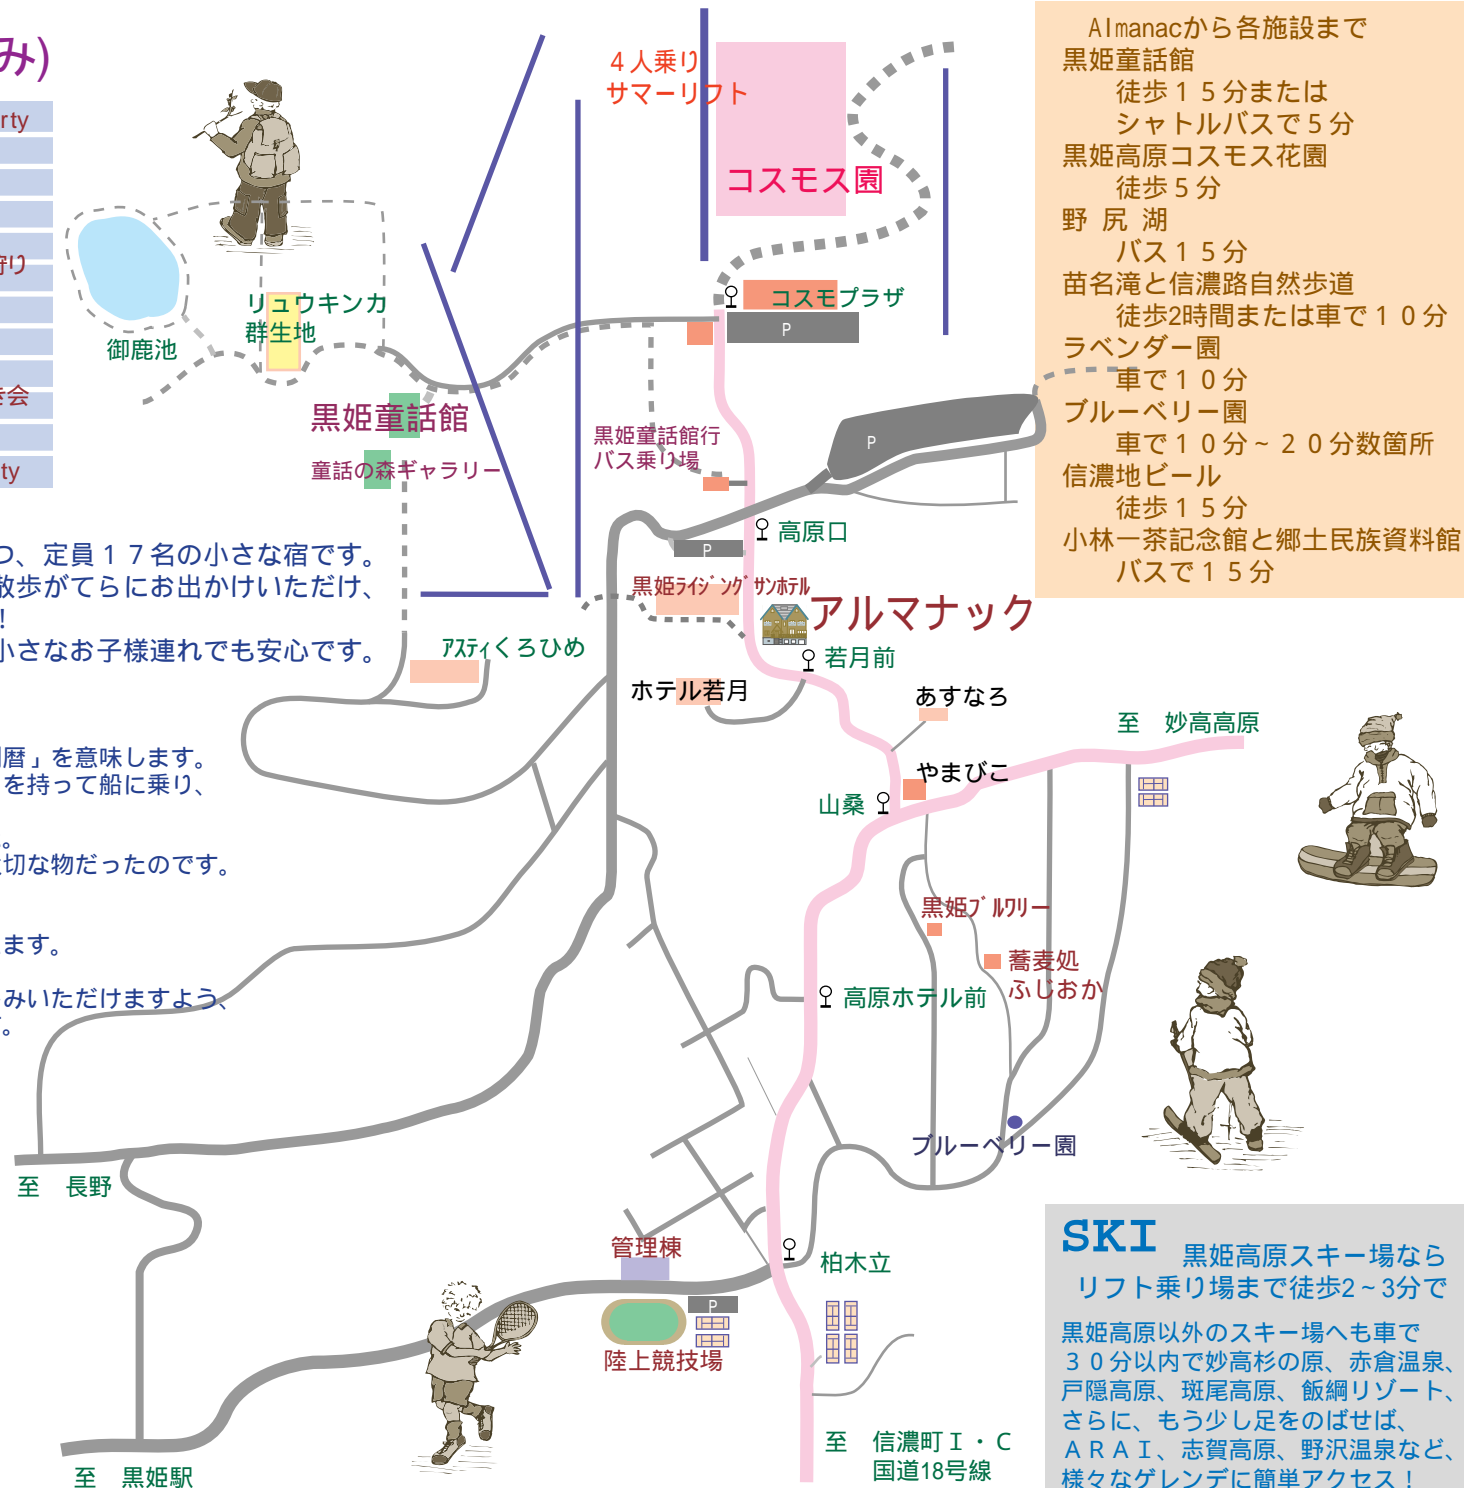 み)
rty
狩り
き会
ty
つ、定員１７名の小さな宿です。
散歩がてらにお出かけいただけ、
!
小さなお子様連れでも安心です。
暦」を意味します。
を持って船に乗り、
。
切な物だったのです。
ます。
みいただけますよう、
。
４人乗り
サマーリフト
コスモス園
コスモプラザ
P
リュウキンカ
群生地
御鹿池
黒姫童話館
童話の森ギャラリー
黒姫童話館行
バス乗り場
P
高原口
P
黒姫ﾗｲｼﾞﾝｸﾞｻﾝﾎﾃﾙ
アルマナック
ｱｽﾃｨくろひめ
若月前
ホテル若月
あすなろ
至　妙高高原
やまびこ
山桑
黒姫ﾌﾞﾙﾜﾘｰ
蕎麦処
ふじおか
高原ホテル前
ブルーベリー園
至　長野
管理棟
柏木立
P
陸上競技場
至　信濃町Ｉ・Ｃ
国道18号線
至　黒姫駅
Almanacから各施設まで
黒姫童話館
徒歩１５分または
シャトルバスで５分
黒姫高原コスモス花園
徒歩５分
野 尻 湖
バス１５分
苗名滝と信濃路自然歩道
徒歩2時間または車で１０分
ラベンダー園
車で１０分
ブルーベリー園
車で１０分~２０分数箇所
信濃地ビール
徒歩１５分
小林一茶記念館と郷土民族資料館
バスで１５分
SKI 黒姫高原スキー場なら
リフト乗り場まで徒歩2~3分で
黒姫高原以外のスキー場へも車で
３０分以内で妙高杉の原、赤倉温泉、
戸隠高原、斑尾高原、飯綱リゾート、
さらに、もう少し足をのばせば、
ＡＲＡＩ、志賀高原、野沢温泉など、
様々なゲレンデに簡単アクセス！